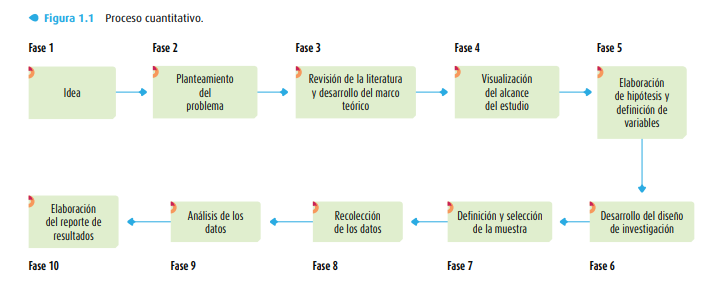 Figura 1.1 Proceso cuantitativo.
Fase 1
Fase 2
Fase 3
Fase 4
Fase 5
Idea
Planteamiento
del
problema
Revisión de la literatura
y desarrollo del marco
teórico
Visualización
del alcance
del estudio
Elaboración
de hipótesis y
definición de
variables
Elaboración
del reporte de
resultados
Análisis de los
datos
Recolección
de los datos
Definición y selección
de la muestra
Desarrollo del diseño
de investigación
Fase 10
Fase 9
Fase 8
Fase 7
Fase 6